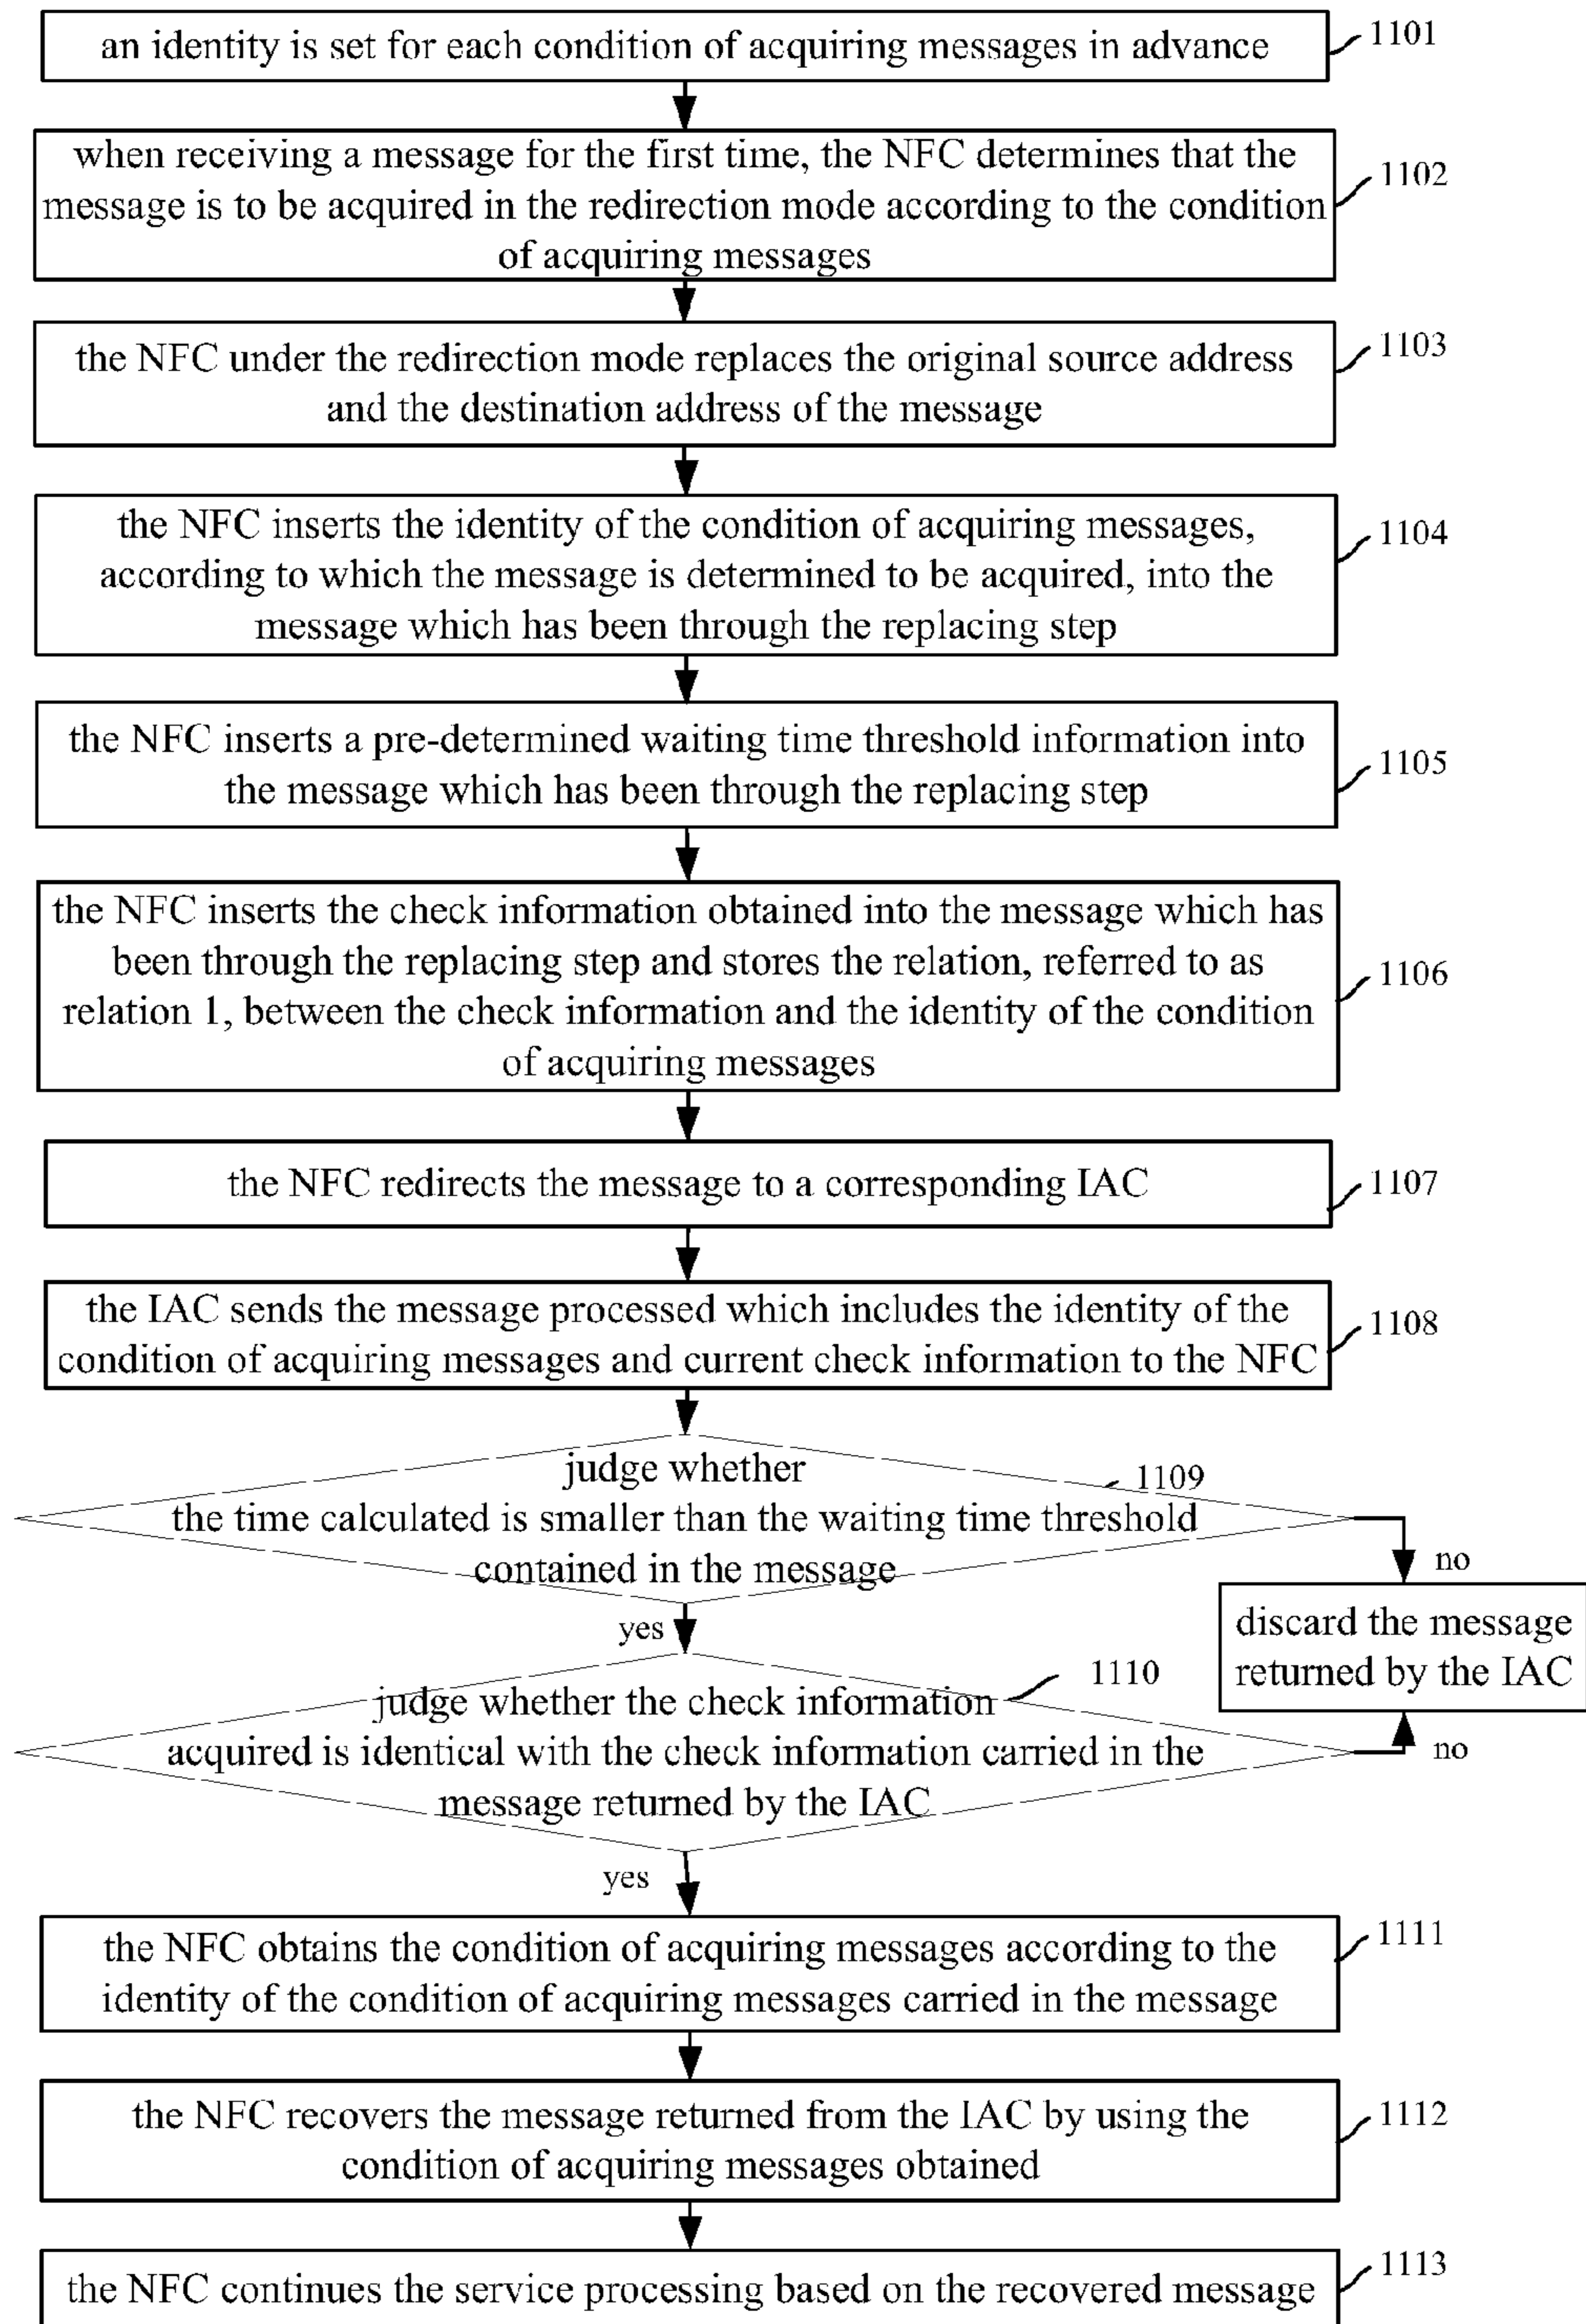 an identity is set for each condition of acquiring messages in advance
1101
when receiving a message for the first time, the NFC determines that the
message is to be acquired in the redirection mode according to the condition
of acquiring messages
1102
the NFC under the redirection mode replaces the original source address
and the destination address of the message
1103
the NFC inserts the identity of the condition of acquiring messages,
according to which the message is determined to be acquired, into the
message which has been through the replacing step
1104
the NFC inserts a pre-determined waiting time threshold information into
the message which has been through the replacing step
1105
the NFC inserts the check information obtained into the message which has
been through the replacing step and stores the relation, referred to as
relation 1, between the check information and the identity of the condition
of acquiring messages
1106
the NFC redirects the message to a corresponding IAC
1107
the IAC sends the message processed which includes the identity of the
condition of acquiring messages and current check information to the NFC
1108
judge whether
the time calculated is smaller than the waiting time threshold
contained in the message
1109
no
yes
discard the message
returned by the IAC
judge whether the check information
acquired is identical with the check information carried in the
message returned by the IAC
1110
no
yes
the NFC obtains the condition of acquiring messages according to the
identity of the condition of acquiring messages carried in the message
1111
the NFC recovers the message returned from the IAC by using the
condition of acquiring messages obtained
1112
the NFC continues the service processing based on the recovered message
1113